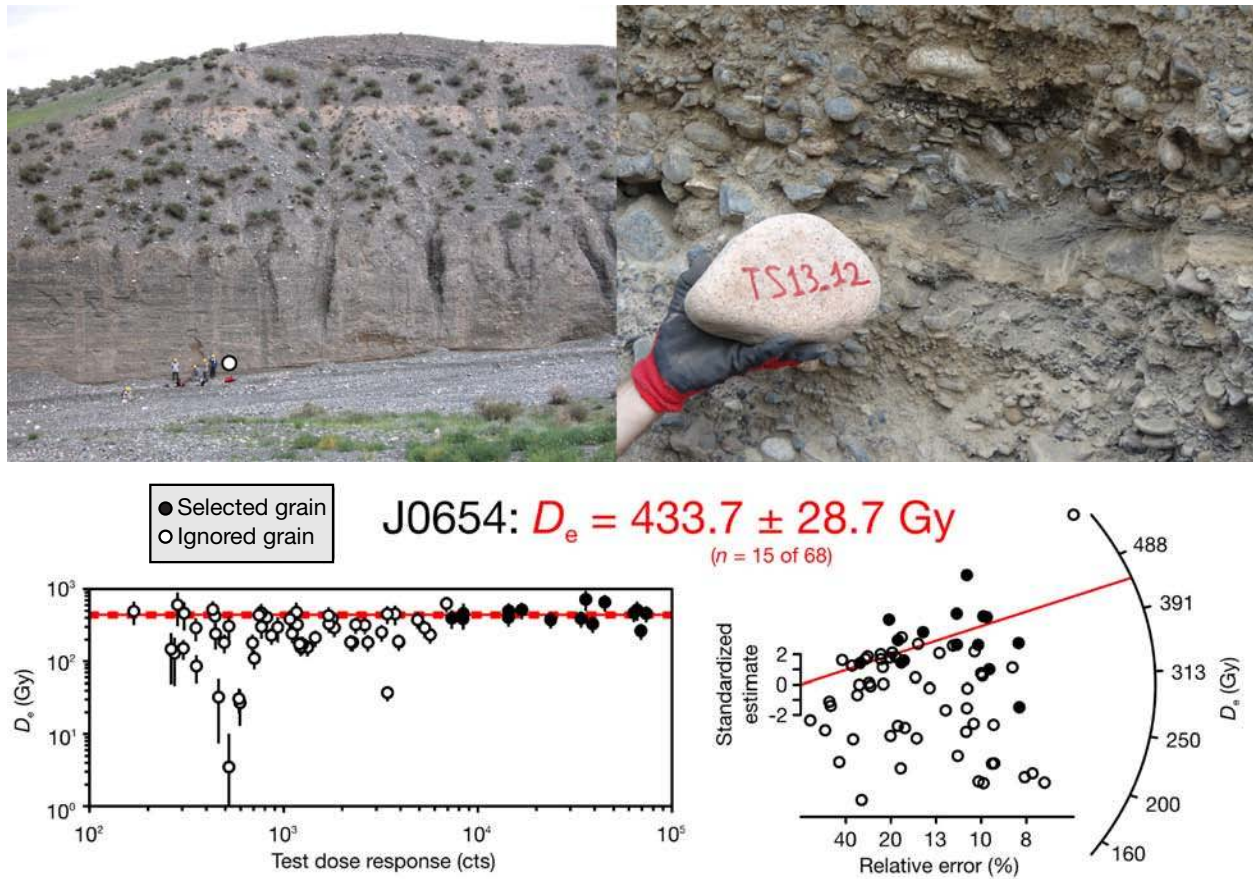 TS13_12
Selected grain
Ignored grain
J0654: Dₑ = 433.7 ± 28.7 Gy
(n = 15 of 68)
10³
10²
10¹
10⁰
Dₑ (Gy)
10² 10³ 10⁴ 10⁵
Test dose response (cts)
Standardized
estimate
2
0
-2
40 20 13 10 8
Relative error (%)
488
391
313
250
200
160
Dₑ (Gy)